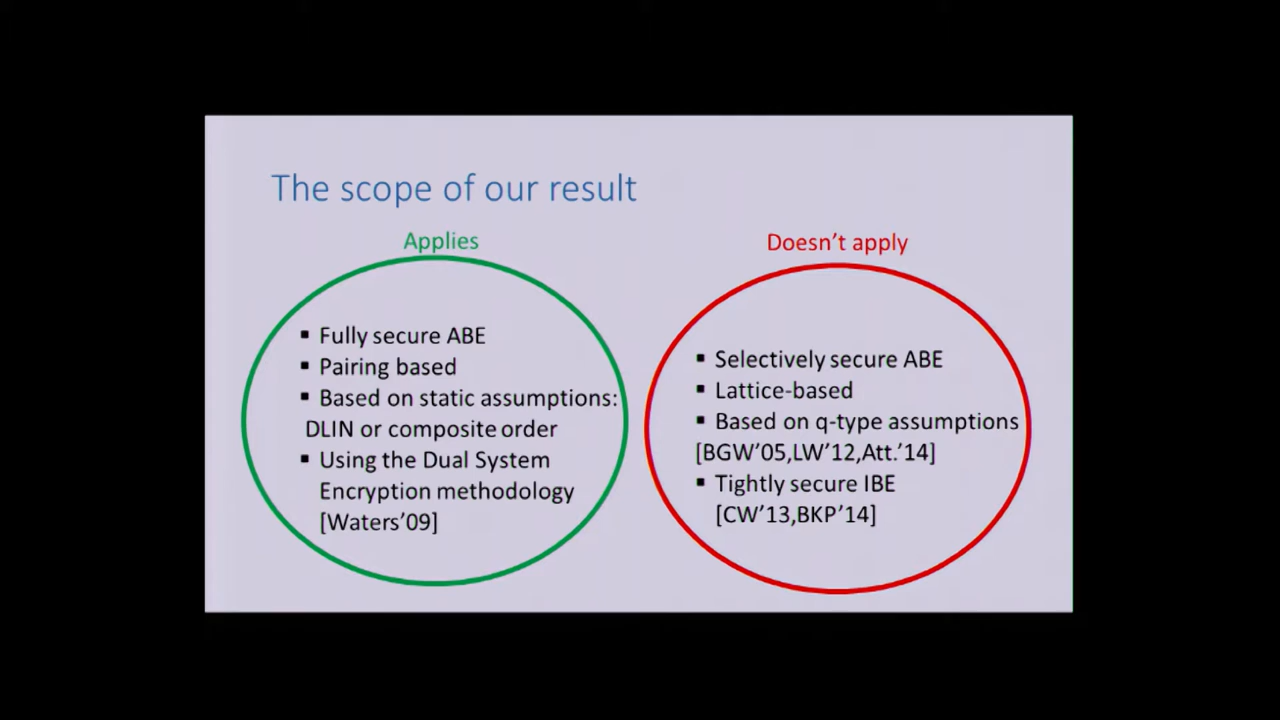 The scope of our result
Applies
▪ Fully secure ABE
▪ Pairing based
▪ Based on static assumptions:
DLIN or composite order
▪ Using the Dual System
Encryption methodology
[Waters’09]
Doesn’t apply
▪ Selectively secure ABE
▪ Lattice-based
▪ Based on q-type assumptions
[BGW’05,LW’12,Att.’14]
▪ Tightly secure IBE
[CW’13,BKP’14]